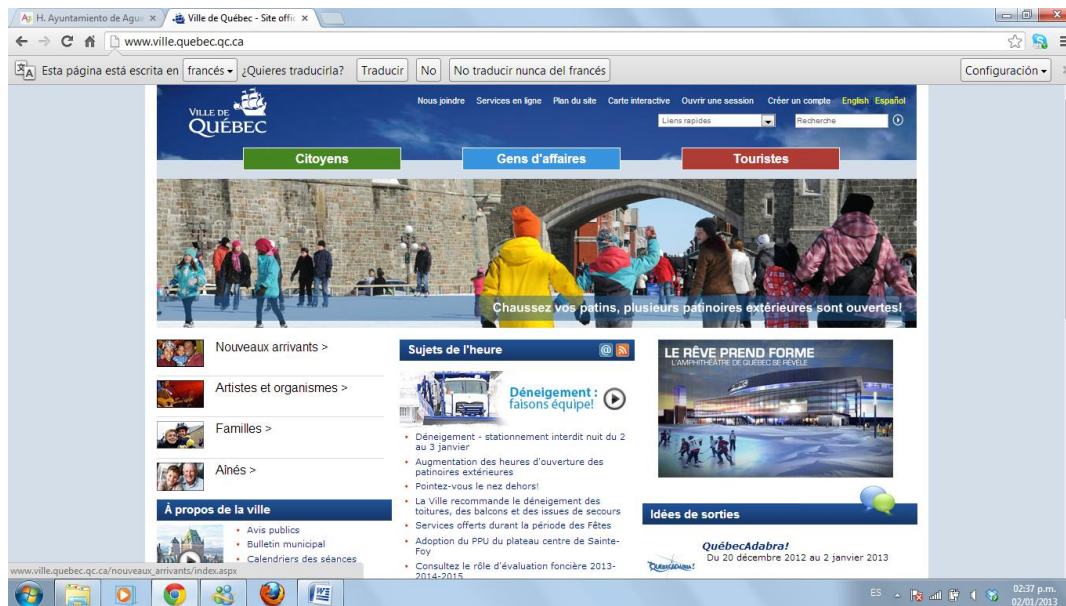 H. Ayuntamiento de Agua
Ville de Québec - Site offic
www.ville.quebec.qc.ca
Esta página está escrita en francés ¿Quieres traducirla? Traducir No No traducir nunca del francés Configuración
Nous joindre Services en ligne Plan du site Carte interactive Ouvrir une session Créer un compte English Español
VILLE DE
QUÉBEC
Liens rapides
Recherche
Citoyens
Gens d'affaires
Touristes
Chaussez vos patins, plusieurs patinoires extérieures sont ouvertes!
Nouveaux arrivants >
Artistes et organismes >
Familles >
Aînés >
À propos de la ville
• Avis publics
• Bulletin municipal
• Calendriers des séances
Sujets de l'heure
Déneigement :
faisons équipe!
• Déneigement - stationnement interdit nuit du 2
au 3 janvier
• Augmentation des heures d'ouverture des
patinoires extérieures
• Pointez-vous le nez dehors!
• La Ville recommande le déneigement des
toitures, des balcons et des issues de secours
• Services offerts durant la période des Fêtes
• Adoption du PPU du plateau centre de Sainte-
Foy
• Consultez le rôle d'évaluation foncière 2013-
2014-2015
LE RÊVE PREND FORME
L'AMPHITHÉÂTRE DE QUÉBEC SE RÉVÈLE
Idées de sorties
QuébecAdabra!
Du 20 décembre 2012 au 2 janvier 2013
QuébecAdabra!
www.ville.quebec.qc.ca/nouveaux_arrivants/index.aspx
ES
02:37 p.m.
02/01/2013